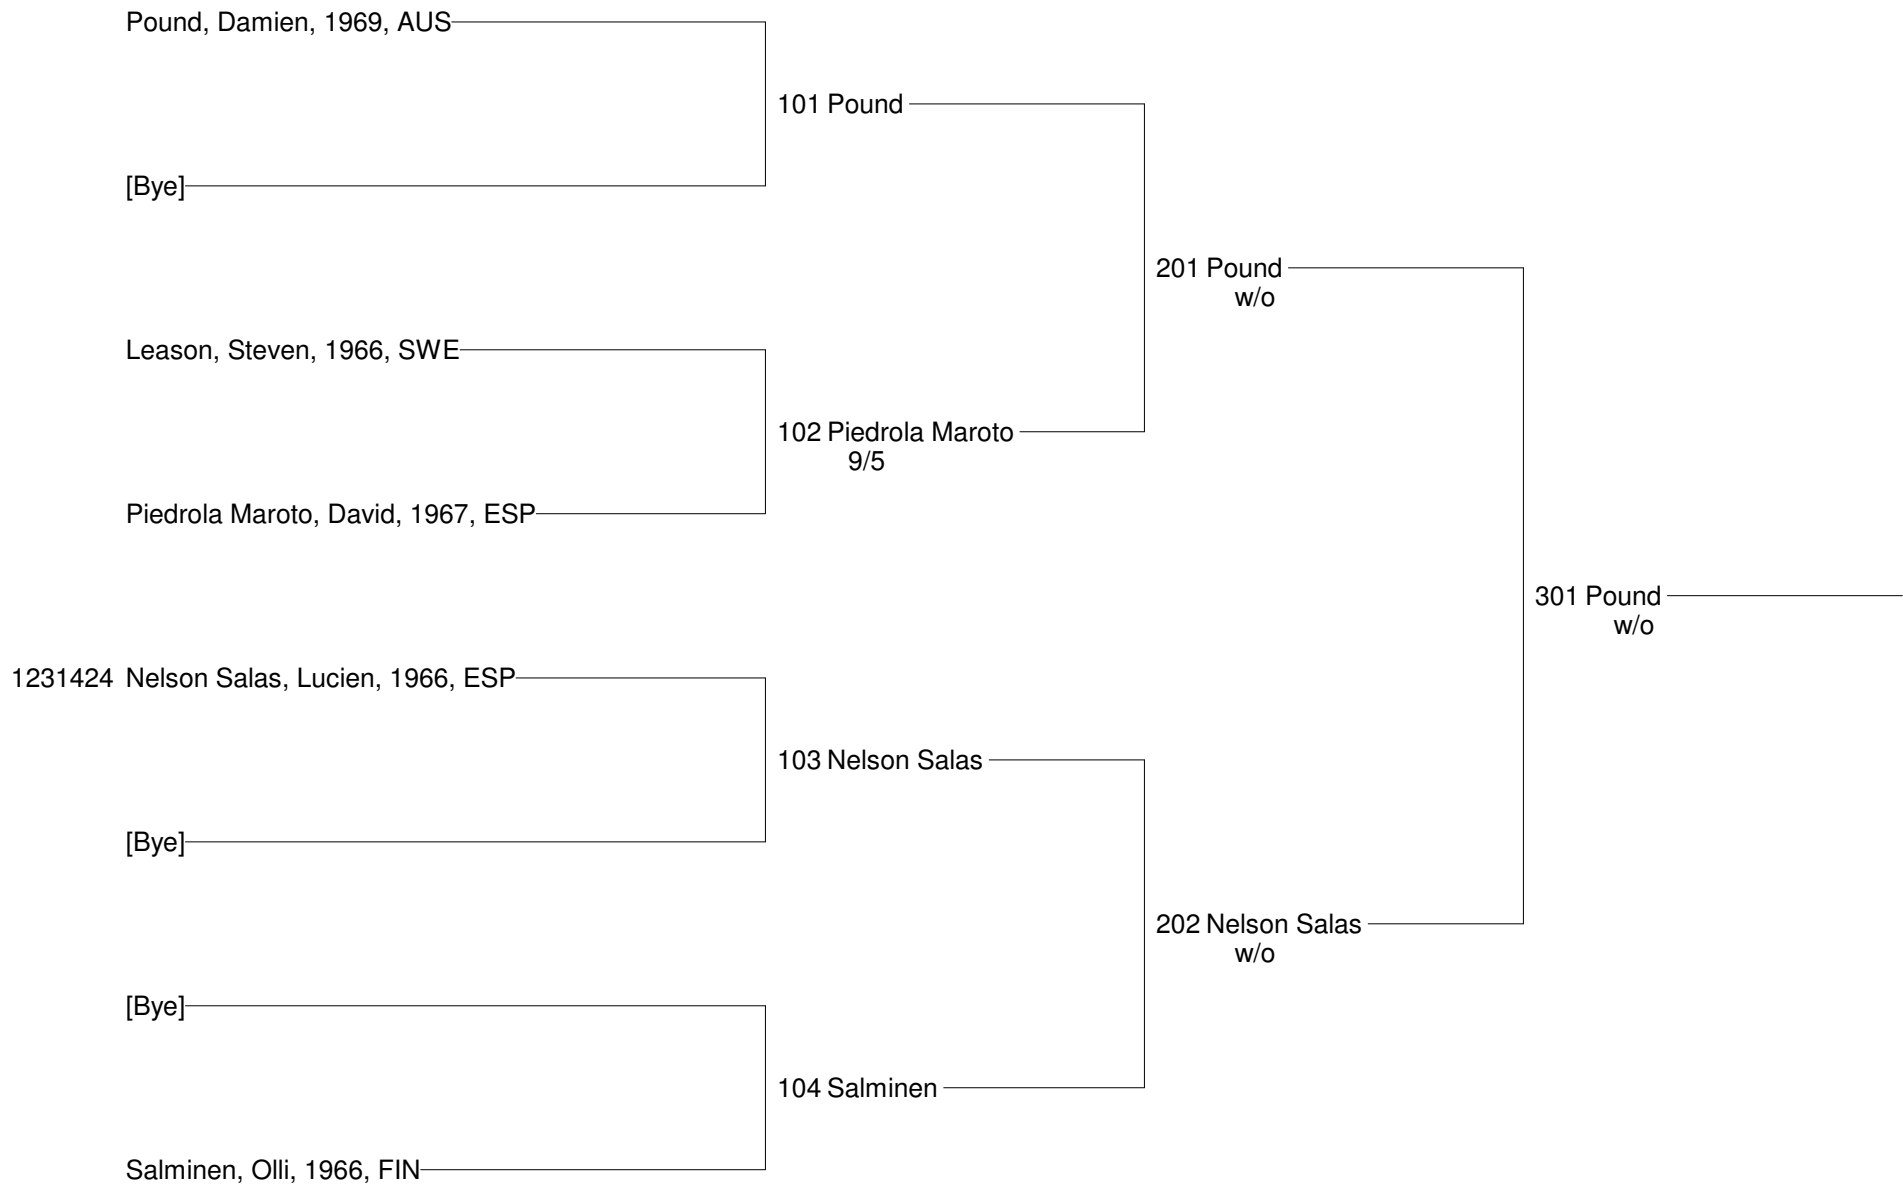 Pound, Damien, 1969, AUS
101 Pound
[Bye]
201 Pound
w/o
Leason, Steven, 1966, SWE
102 Piedrola Maroto
9/5
Piedrola Maroto, David, 1967, ESP
301 Pound
w/o
1231424 Nelson Salas, Lucien, 1966, ESP
103 Nelson Salas
[Bye]
202 Nelson Salas
w/o
[Bye]
104 Salminen
Salminen, Olli, 1966, FIN